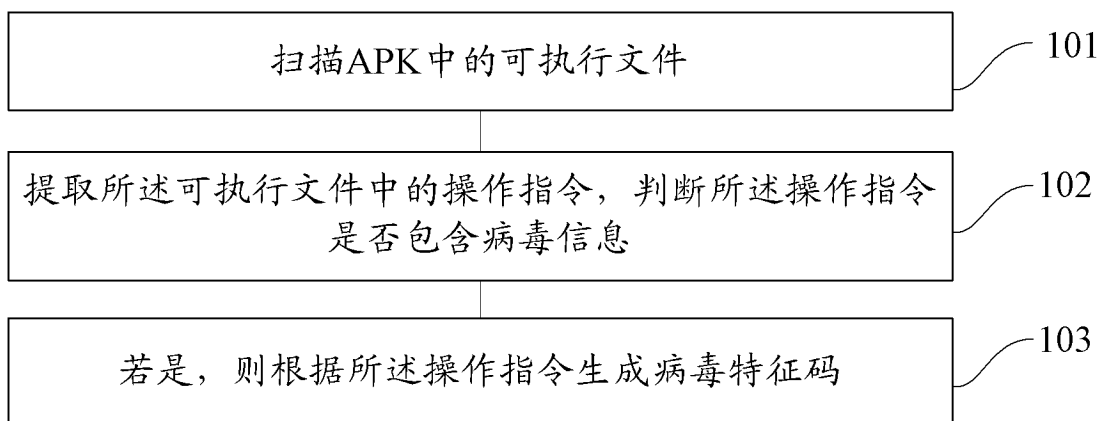 扫描APK中的可执行文件
101
提取所述可执行文件中的操作指令，判断所述操作指令
是否包含病毒信息
102
若是，则根据所述操作指令生成病毒特征码
103